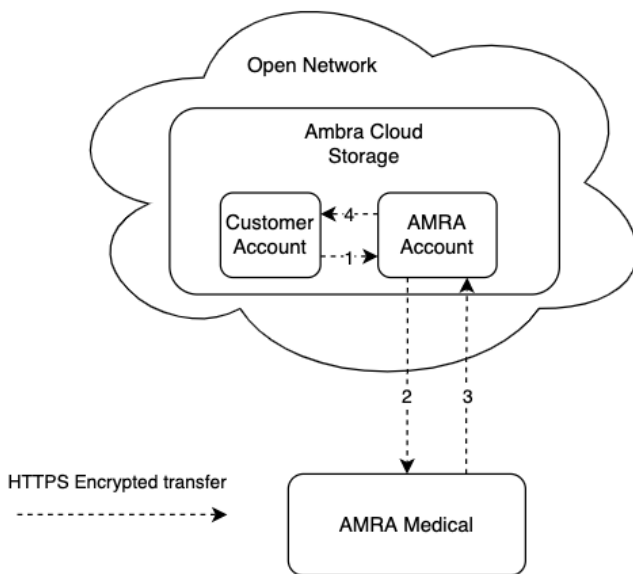 Open Network
Ambra Cloud
Storage
Customer
Account
4
1
AMRA
Account
2
3
HTTPS Encrypted transfer
AMRA Medical